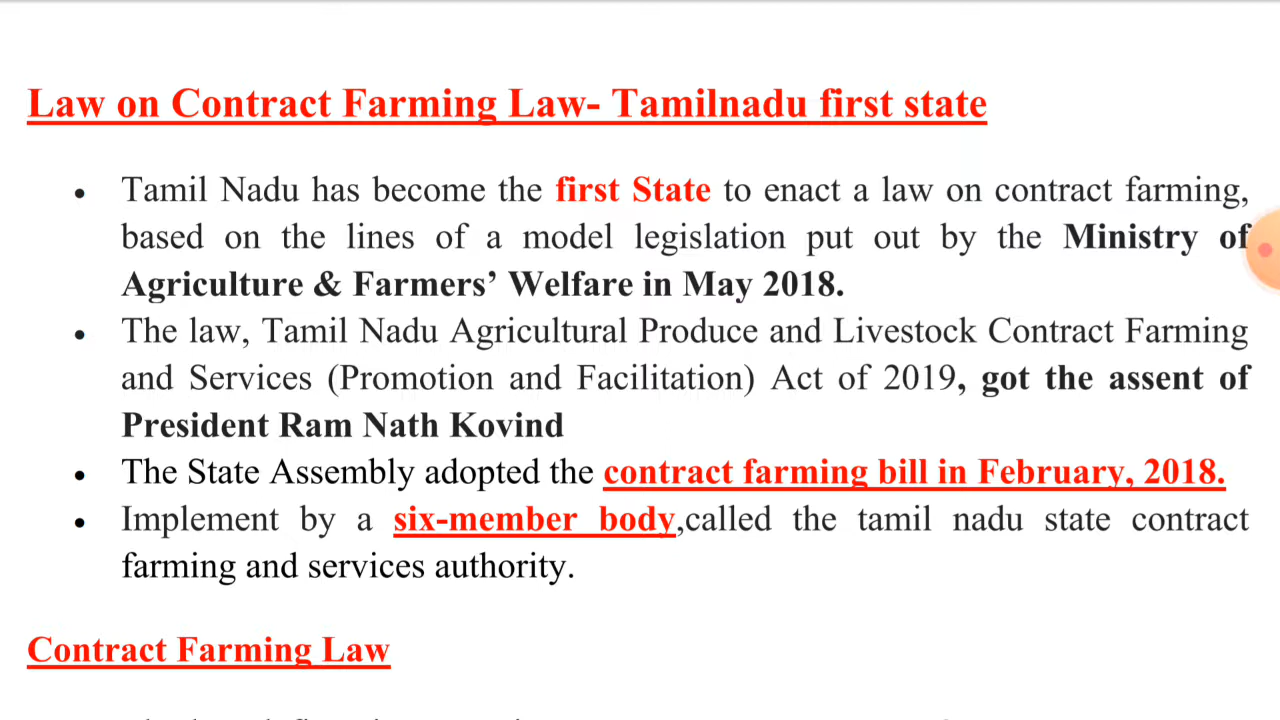 Law on Contract Farming Law- Tamilnadu first state
• Tamil Nadu has become the first State to enact a law on contract farming,
based on the lines of a model legislation put out by the Ministry of
Agriculture & Farmers’ Welfare in May 2018.
• The law, Tamil Nadu Agricultural Produce and Livestock Contract Farming
and Services (Promotion and Facilitation) Act of 2019, got the assent of
President Ram Nath Kovind
• The State Assembly adopted the contract farming bill in February, 2018.
• Implement by a six-member body,called the tamil nadu state contract
farming and services authority.
Contract Farming Law